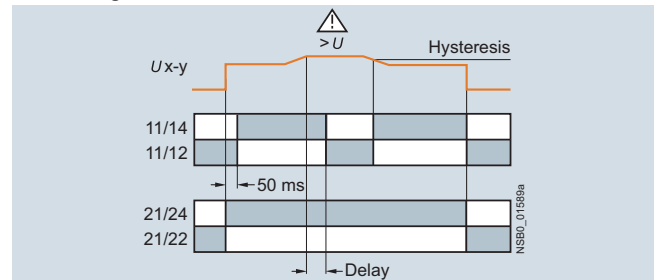 > U
Hysteresis
U x-y
11/14
11/12
50 ms
21/24
21/22
Delay
NSB0_01589a